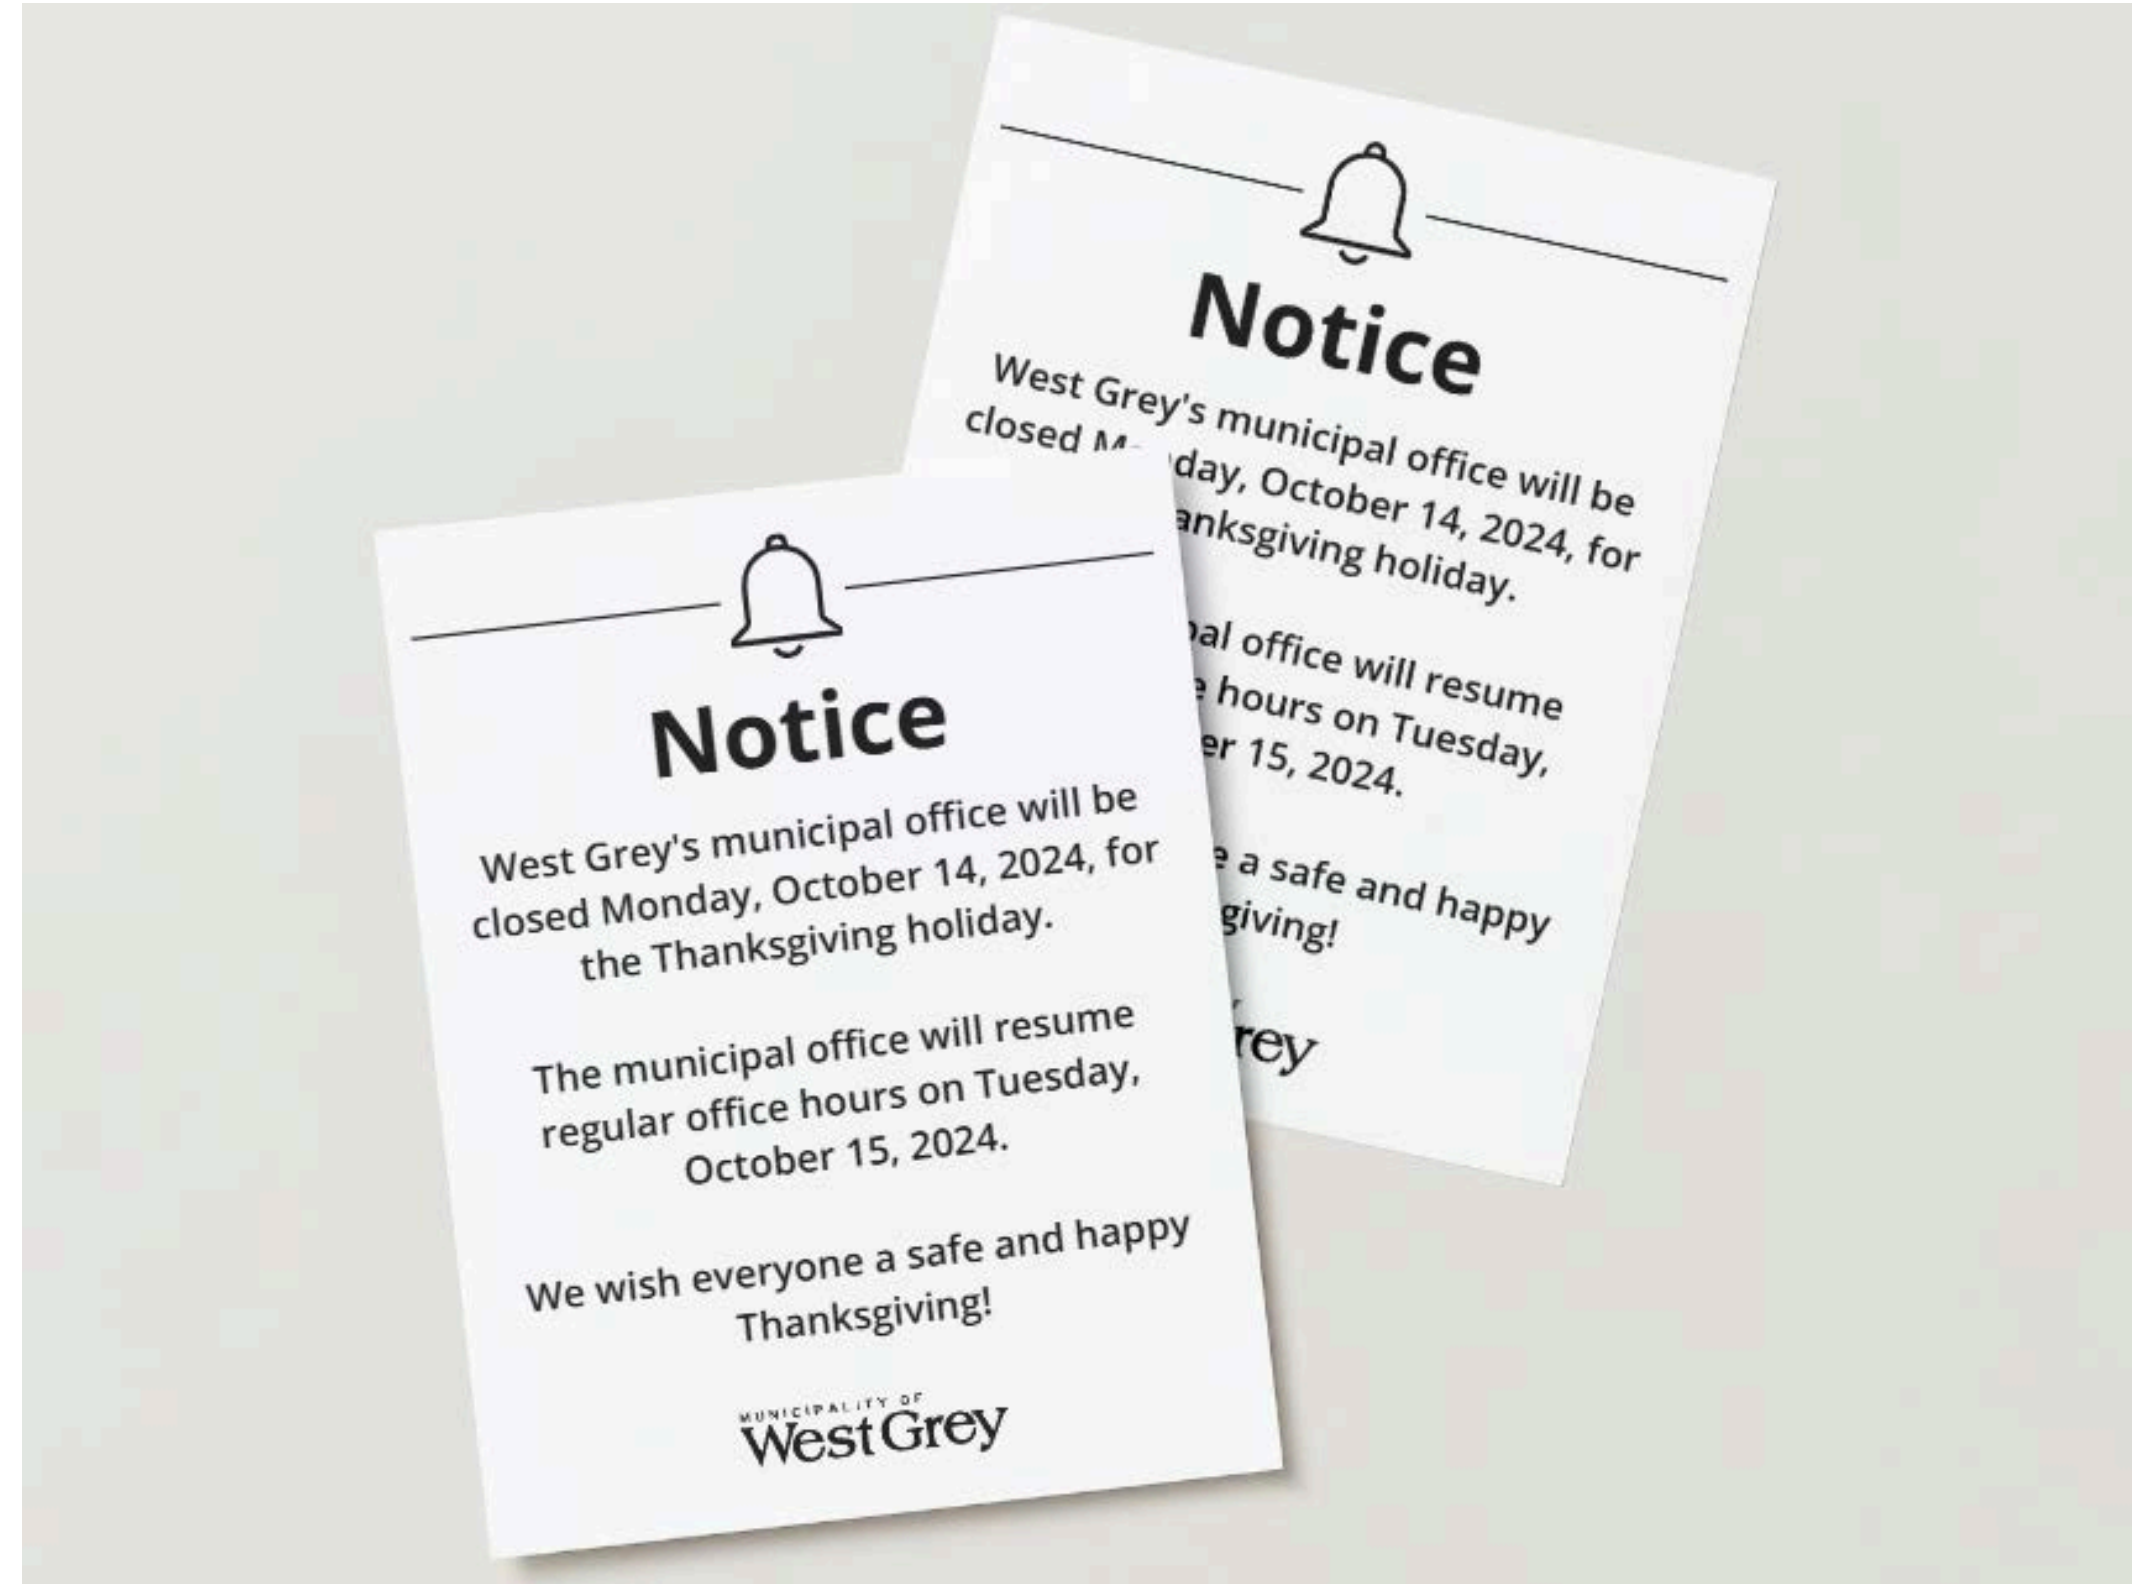 Notice
West Grey's municipal office will be
closed Monday, October 14, 2024, for
the Thanksgiving holiday.
The municipal office will resume
regular office hours on Tuesday,
October 15, 2024.
We wish everyone a safe and happy
Thanksgiving!
MUNICIPALITY OF
West Grey
Notice
West Grey's municipal office will be
closed day, October 14, 2024, for
anksgiving holiday.
pal office will resume
e hours on Tuesday,
er 15, 2024.
e a safe and happy
giving!
rey